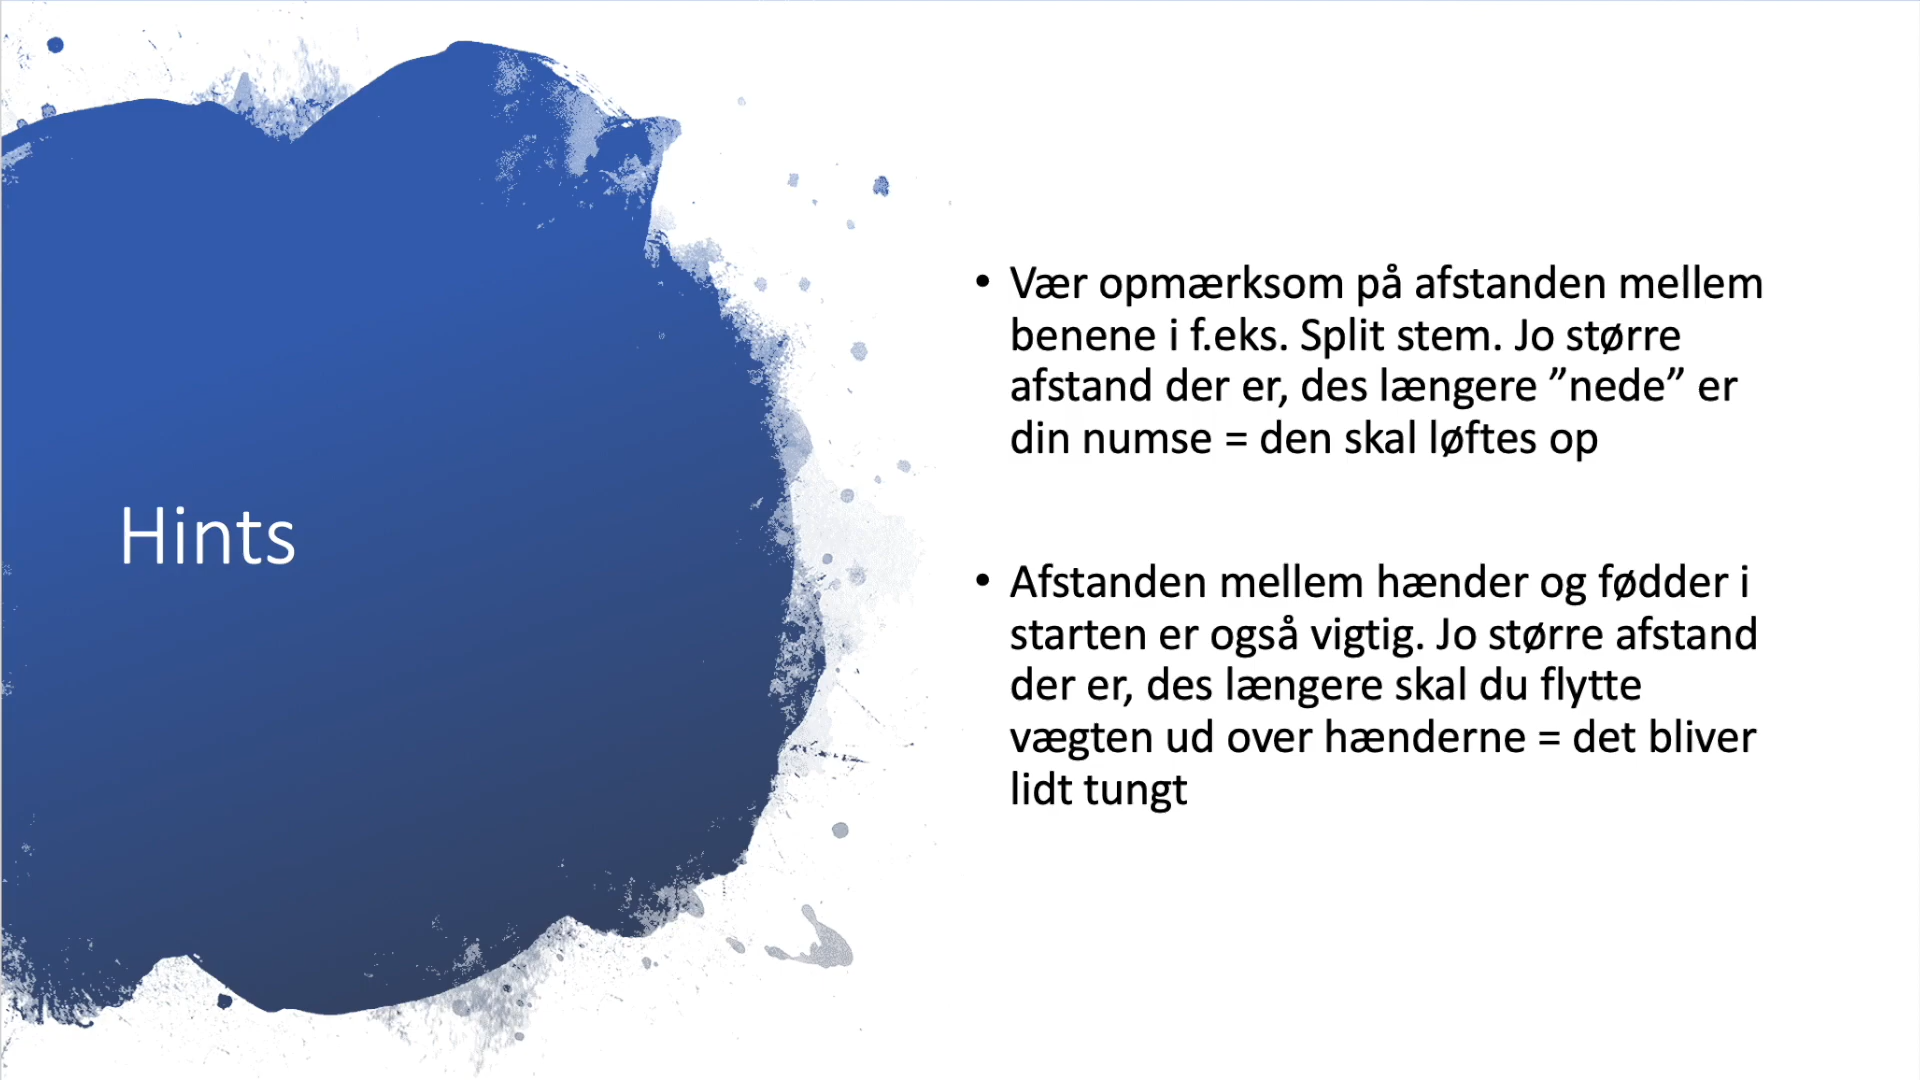 Hints
• Vær opmærksom på afstanden mellem
benene i f.eks. Split stem. Jo større
afstand der er, des længere ”nede” er
din numse = den skal løftes op
• Afstanden mellem hænder og fødder i
starten er også vigtig. Jo større afstand
der er, des længere skal du flytte
vægten ud over hænderne = det bliver
lidt tungt